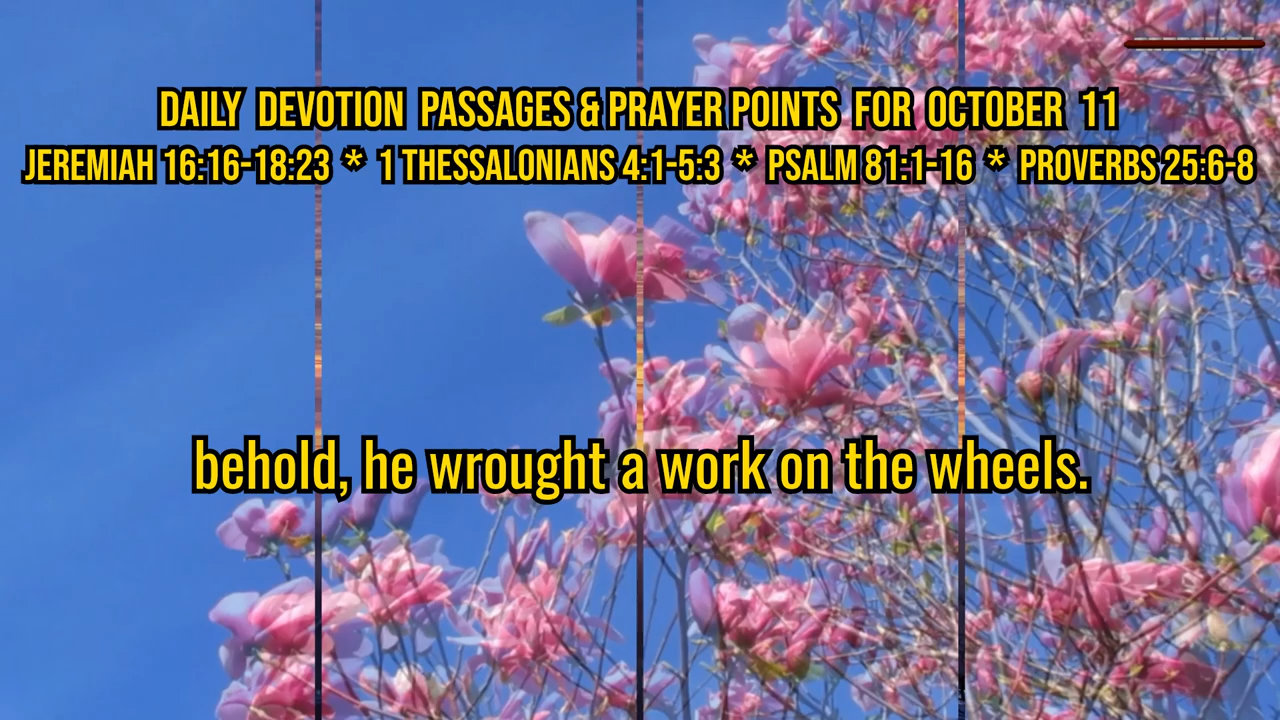 DAILY DEVOTION PASSAGES & PRAYER POINTS FOR OCTOBER 11
JEREMIAH 16:16-18:23 * 1 THESSALONIANS 4:1-5:3 * PSALM 81:1-16 * PROVERBS 25:6-8
behold, he wrought a work on the wheels.